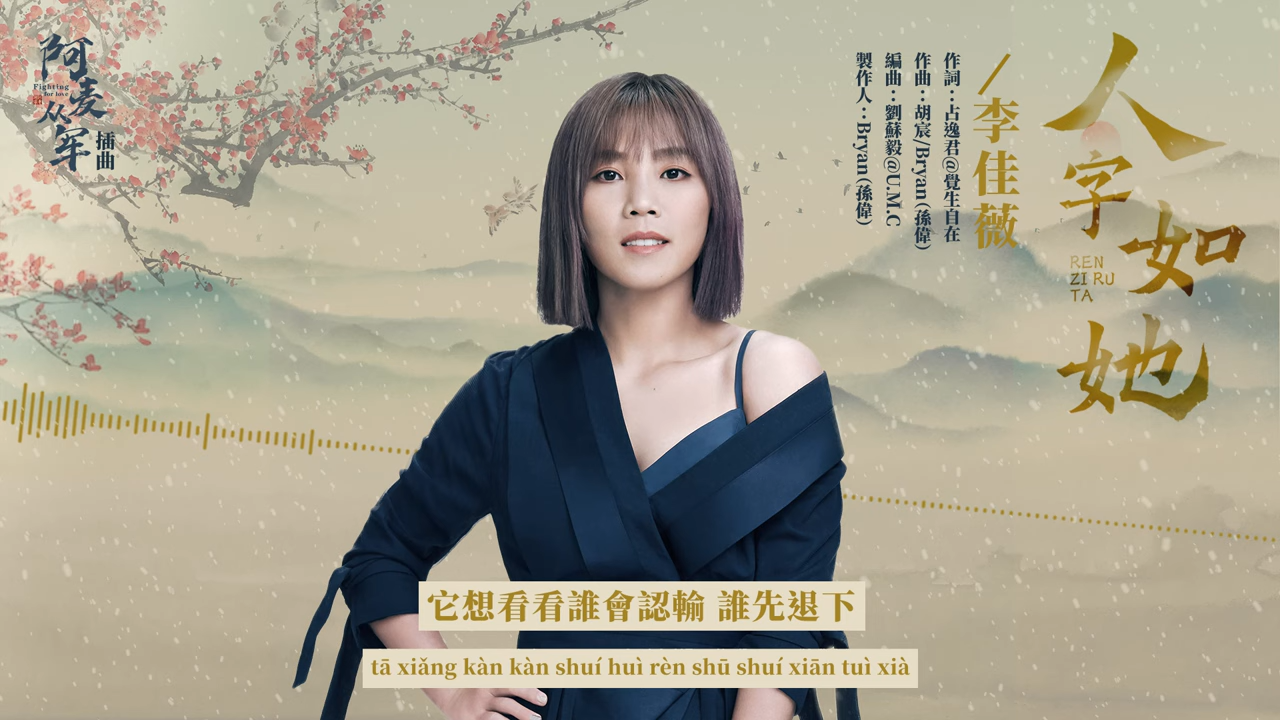 阿麦从军
Fighting
for love
插曲
人字如她
REN
ZI RU
TA
/李佳薇
作詞：占逸君@覺生自在
作曲：胡宸/Bryan(孫偉)
編曲：劉蘇毅@U.M.C
製作人：Bryan(孫偉)
它想看看誰會認輸 誰先退下
tā xiǎng kàn kàn shuí huì rèn shū shuí xiān tuì xià